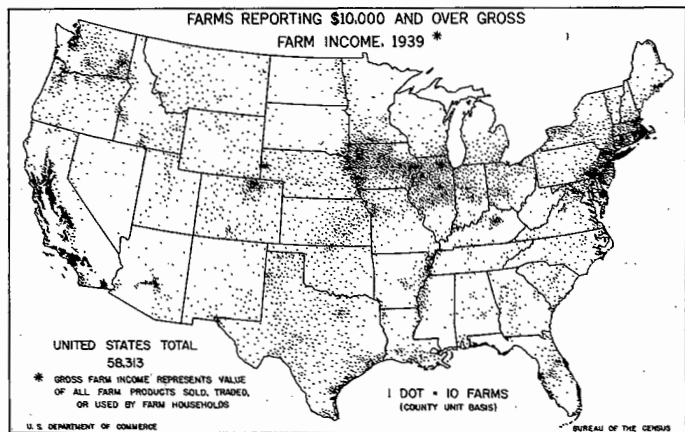 FARMS REPORTING $10,000 AND OVER GROSS
FARM INCOME, 1939 *
UNITED STATES TOTAL
58,313
* GROSS FARM INCOME REPRESENTS VALUE
OF ALL FARM PRODUCTS SOLD, TRADED,
OR USED BY FARM HOUSEHOLDS
1 DOT = 10 FARMS
(COUNTY UNIT BASIS)
U. S. DEPARTMENT OF COMMERCE
BUREAU OF THE CENSUS